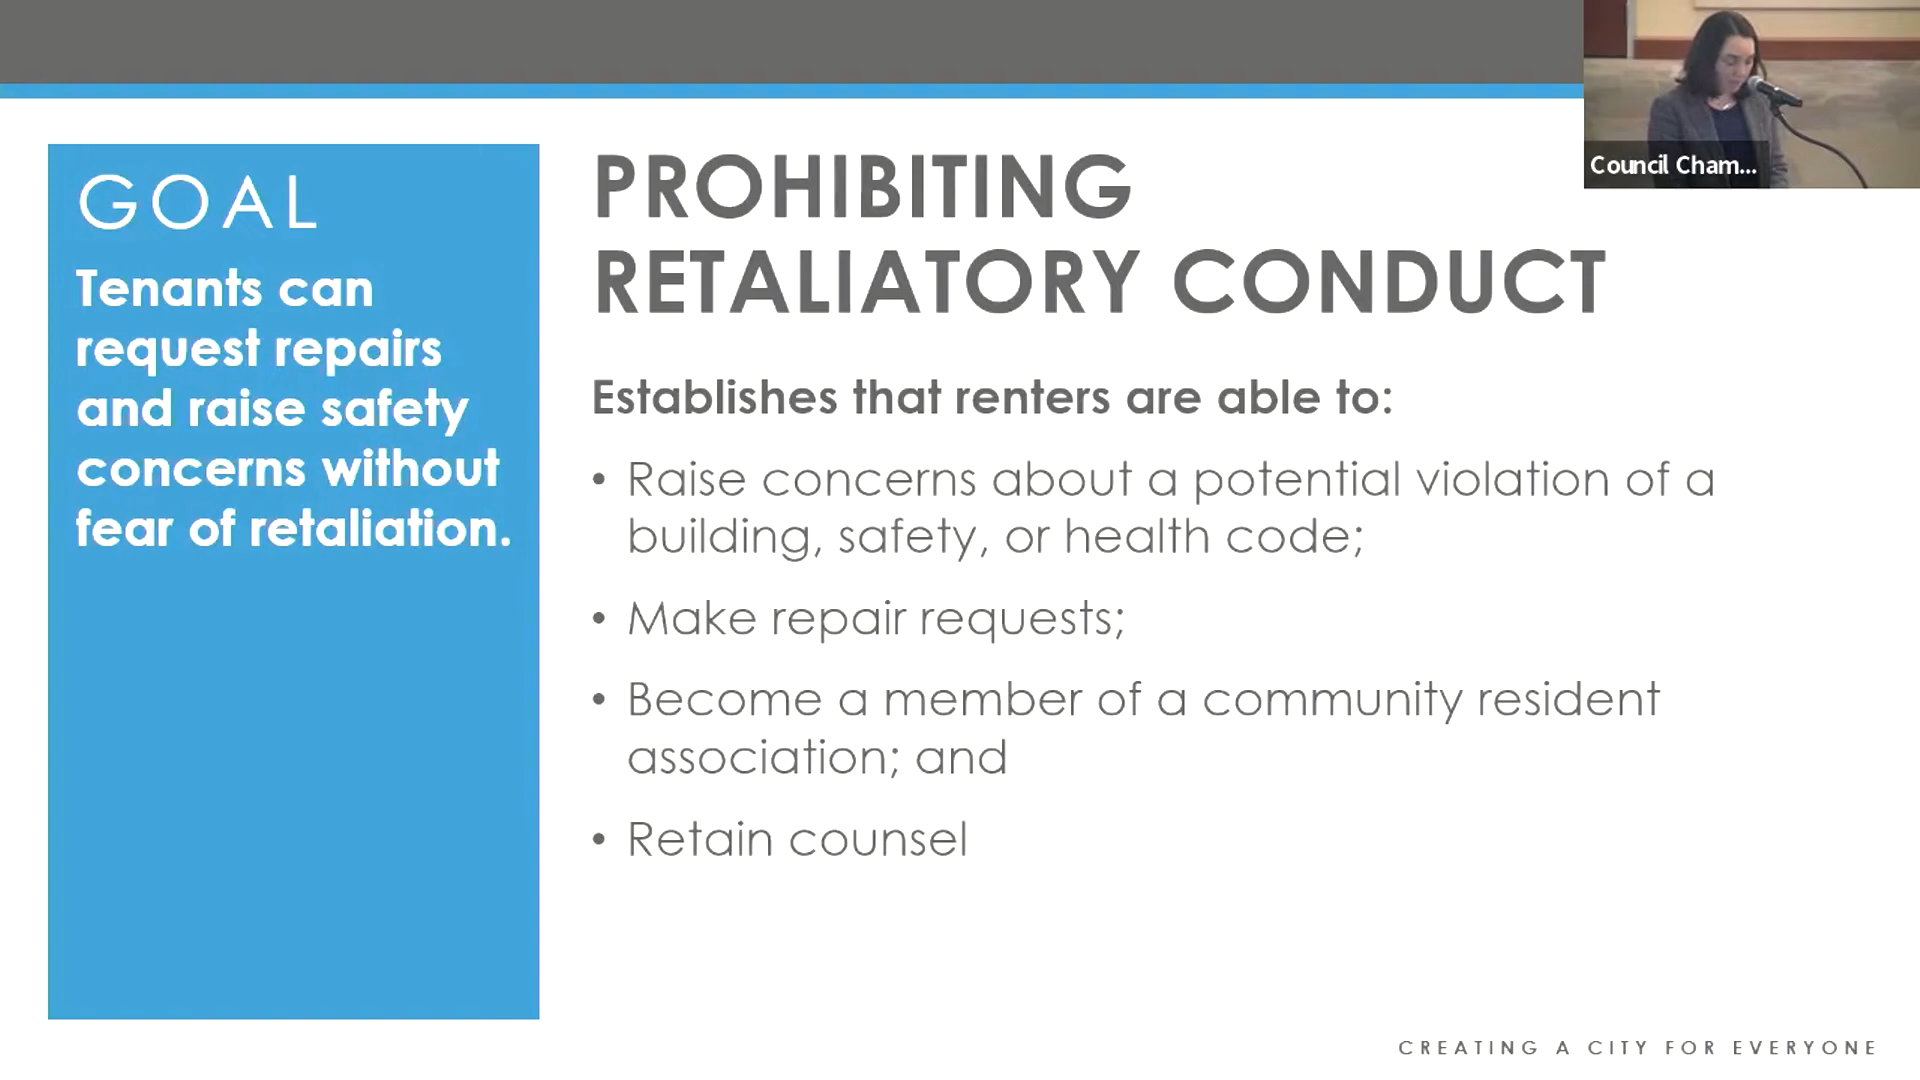 Council Cham...
GOAL
Tenants can
request repairs
and raise safety
concerns without
fear of retaliation.
PROHIBITING
RETALIATORY CONDUCT
Establishes that renters are able to:
• Raise concerns about a potential violation of a
building, safety, or health code;
• Make repair requests;
• Become a member of a community resident
association; and
• Retain counsel
CREATING A CITY FOR EVERYONE